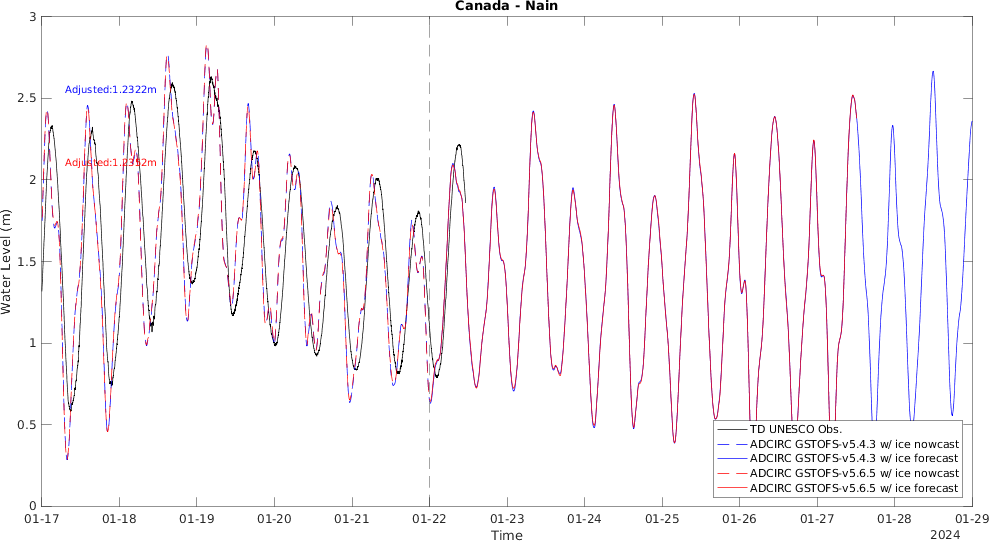 Canada - Nain
3
2.5
2
1.5
1
0.5
0
Water Level (m)
Adjusted:1.2322m
Adjusted:1.2352m
TD UNESCO Obs.
ADCIRC GSTOFS-v5.4.3 w/ ice nowcast
ADCIRC GSTOFS-v5.4.3 w/ ice forecast
ADCIRC GSTOFS-v5.6.5 w/ ice nowcast
ADCIRC GSTOFS-v5.6.5 w/ ice forecast
01-17 01-18 01-19 01-20 01-21 01-22 01-23 01-24 01-25 01-26 01-27 01-28 01-29
Time
2024